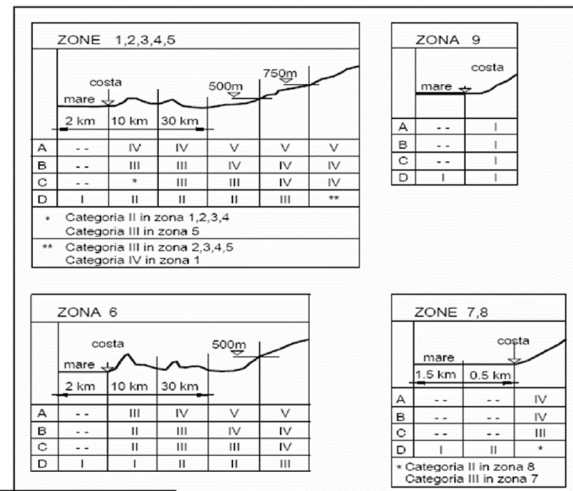 ZONE 1,2,3,4,5
costa
mare
500m
750m
2 km 10 km 30 km
A -- IV IV V V V
B -- III III IV IV IV
C -- * III III IV IV
D I II II II III **
* Categoria II in zona 1,2,3,4
Categoria III in zona 5
** Categoria III in zona 2,3,4,5
Categoria IV in zona 1
ZONA 9
costa
mare
A -- I
B -- I
C -- I
D I I
ZONA 6
costa
mare
500m
2 km 10 km 30 km
A -- III IV V V
B -- II III IV IV
C -- II III III IV
D I I II II III
ZONE 7,8
costa
mare
1.5 km 0.5 km
A -- -- IV
B -- -- IV
C -- -- III
D I II *
* Categoria II in zona 8
Categoria III in zona 7